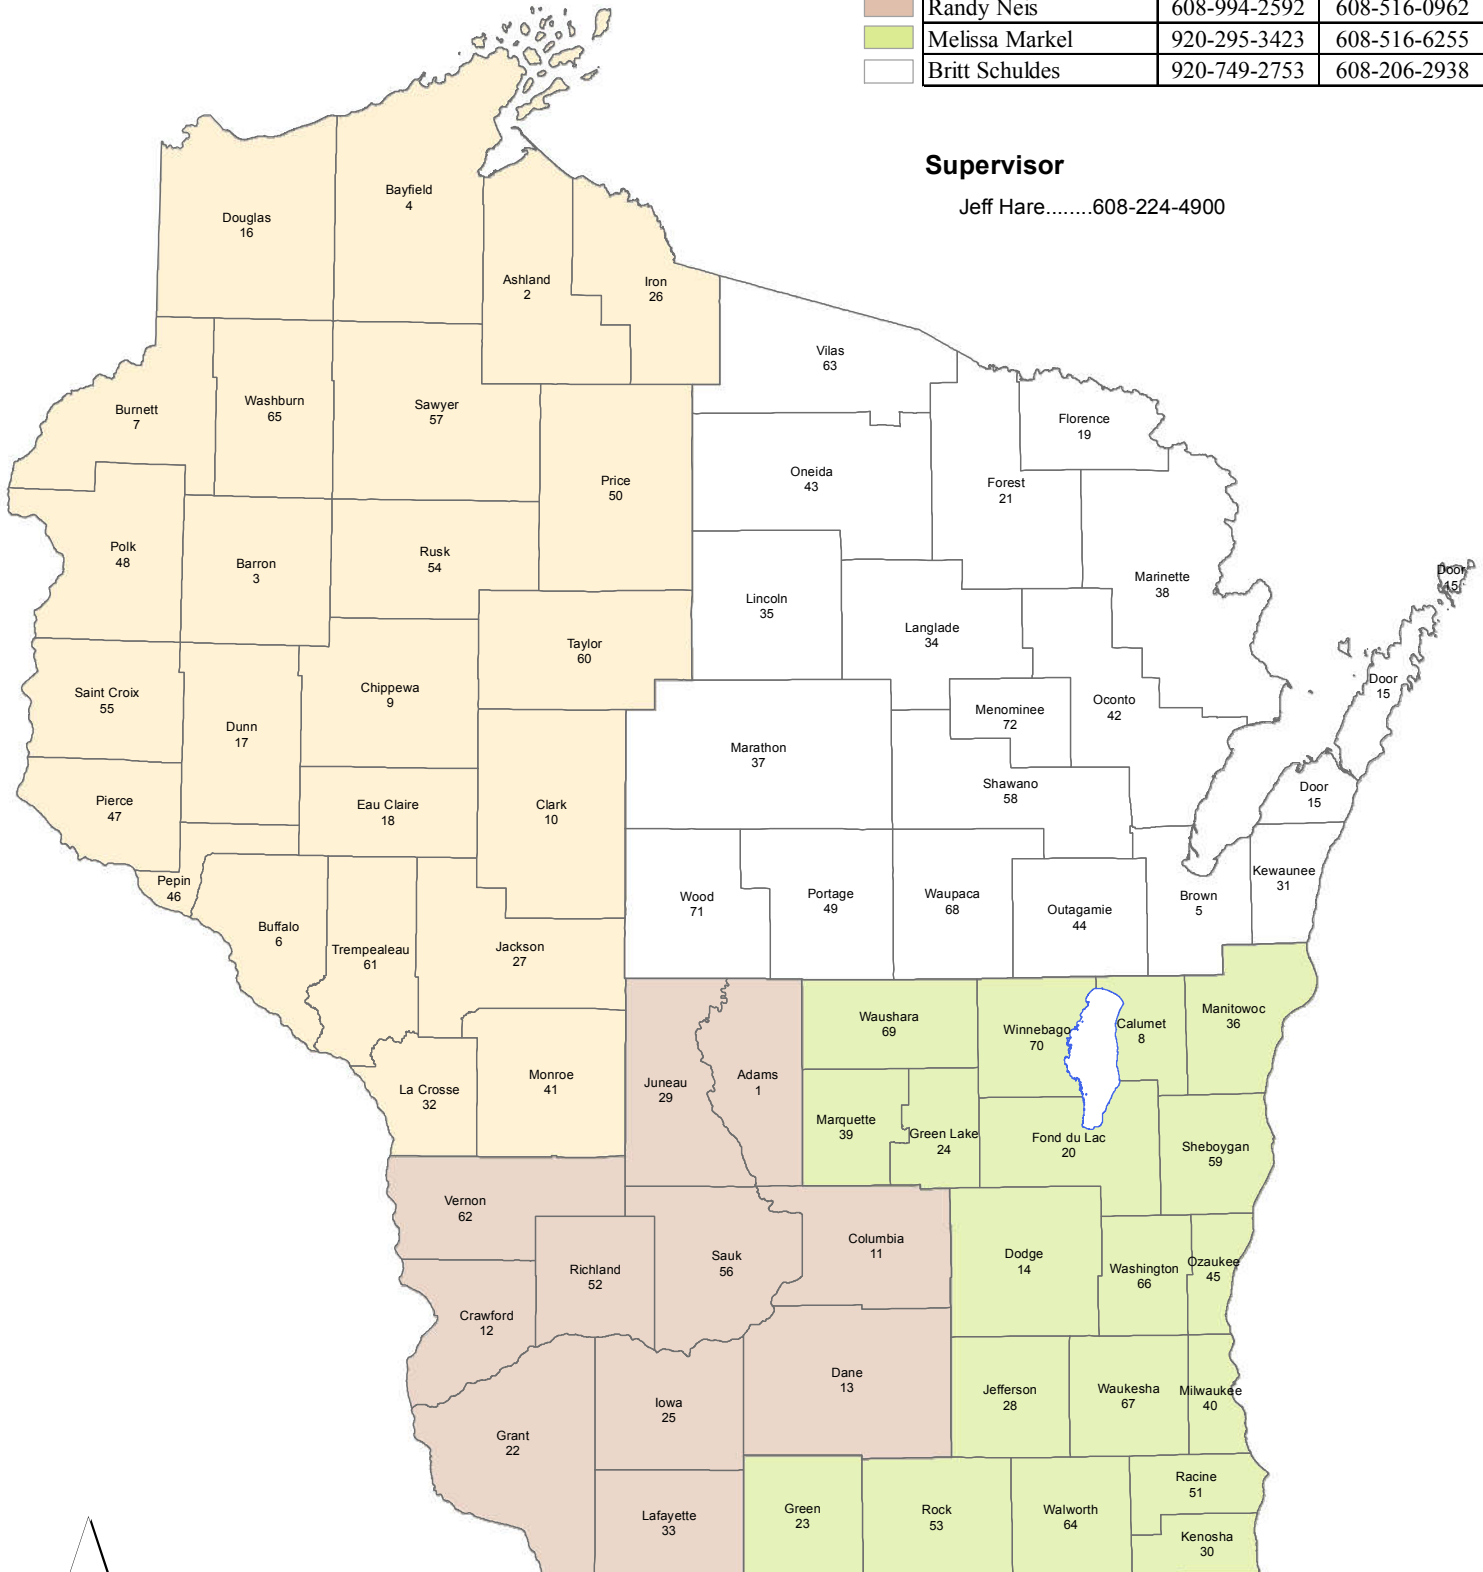 Randy Neis 608-994-2592 608-516-0962
Melissa Markel 920-295-3423 608-516-6255
Britt Schuldes 920-749-2753 608-206-2938
Supervisor
Jeff Hare........608-224-4900
Bayfield
4
Douglas
16
Ashland
2
Iron
26
Vilas
63
Burnett
7
Washburn
65
Sawyer
57
Florence
19
Price
50
Oneida
43
Forest
21
Polk
48
Barron
3
Rusk
54
Lincoln
35
Langlade
34
Marinette
38
Door
15
Taylor
60
Saint Croix
55
Chippewa
9
Dunn
17
Menominee
72
Oconto
42
Door
15
Marathon
37
Shawano
58
Door
15
Pierce
47
Eau Claire
18
Clark
10
Pepin
46
Wood
71
Portage
49
Waupaca
68
Outagamie
44
Brown
5
Kewaunee
31
Buffalo
6
Trempealeau
61
Jackson
27
Waushara
69
Winnebago
70
Calumet
8
Manitowoc
36
La Crosse
32
Monroe
41
Juneau
29
Adams
1
Marquette
39
Green Lake
24
Fond du Lac
20
Sheboygan
59
Vernon
62
Richland
52
Sauk
56
Columbia
11
Dodge
14
Washington
66
Ozaukee
45
Crawford
12
Dane
13
Jefferson
28
Waukesha
67
Milwaukee
40
Grant
22
Iowa
25
Lafayette
33
Green
23
Rock
53
Walworth
64
Racine
51
Kenosha
30